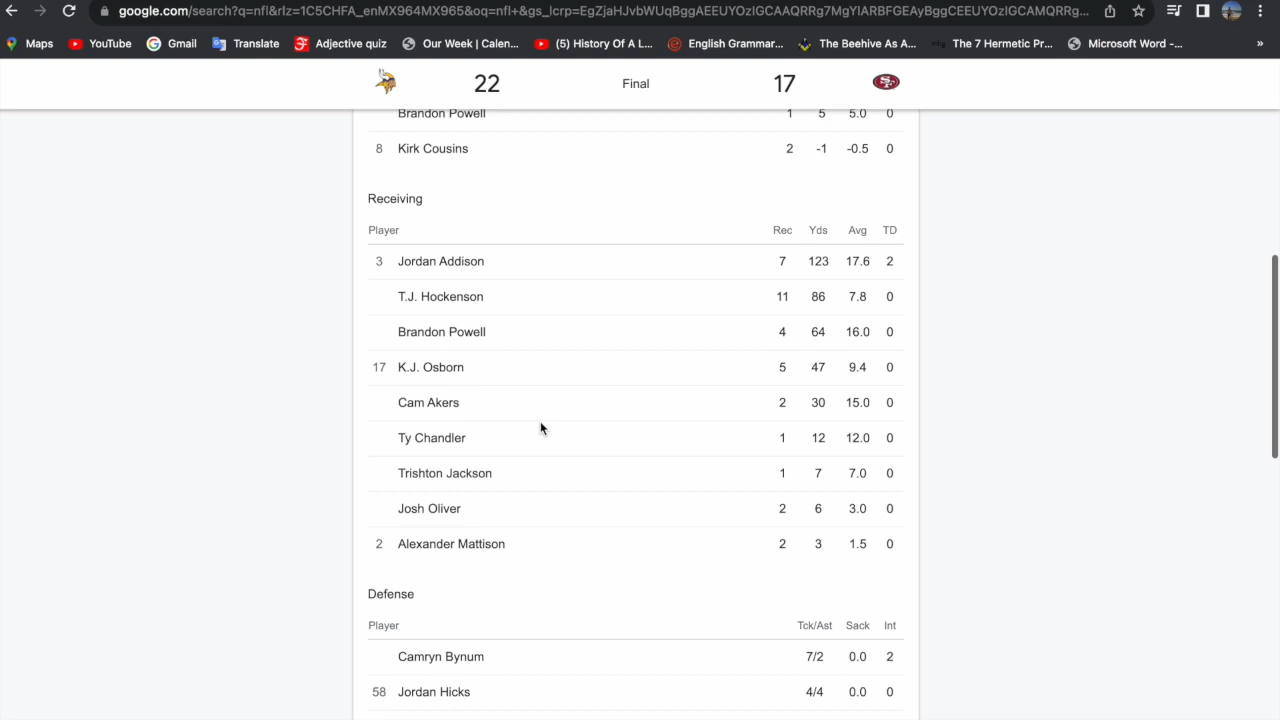 google.com/search?q=nfl&rlz=1C5CHFA_enMX964MX965&oq=nfl+&gs_lcrp=EgZjaHJvbWUqBggAEEUYOzIGCAAQRRg7MgYIARBFGEAyBggCEEUYOzIGCAMQRRg...
Maps YouTube Gmail Translate Adjective quiz Our Week | Calen... (5) History Of A L... English Grammar... The Beehive As A... The 7 Hermetic Pr... Microsoft Word -... »
22 Final 17
Brandon Powell 1 5 5.0 0
8 Kirk Cousins 2 -1 -0.5 0
Receiving
Player Rec Yds Avg TD
3 Jordan Addison 7 123 17.6 2
T.J. Hockenson 11 86 7.8 0
Brandon Powell 4 64 16.0 0
17 K.J. Osborn 5 47 9.4 0
Cam Akers 2 30 15.0 0
Ty Chandler 1 12 12.0 0
Trishton Jackson 1 7 7.0 0
Josh Oliver 2 6 3.0 0
2 Alexander Mattison 2 3 1.5 0
Defense
Player Tck/Ast Sack Int
Camryn Bynum 7/2 0.0 2
58 Jordan Hicks 4/4 0.0 0